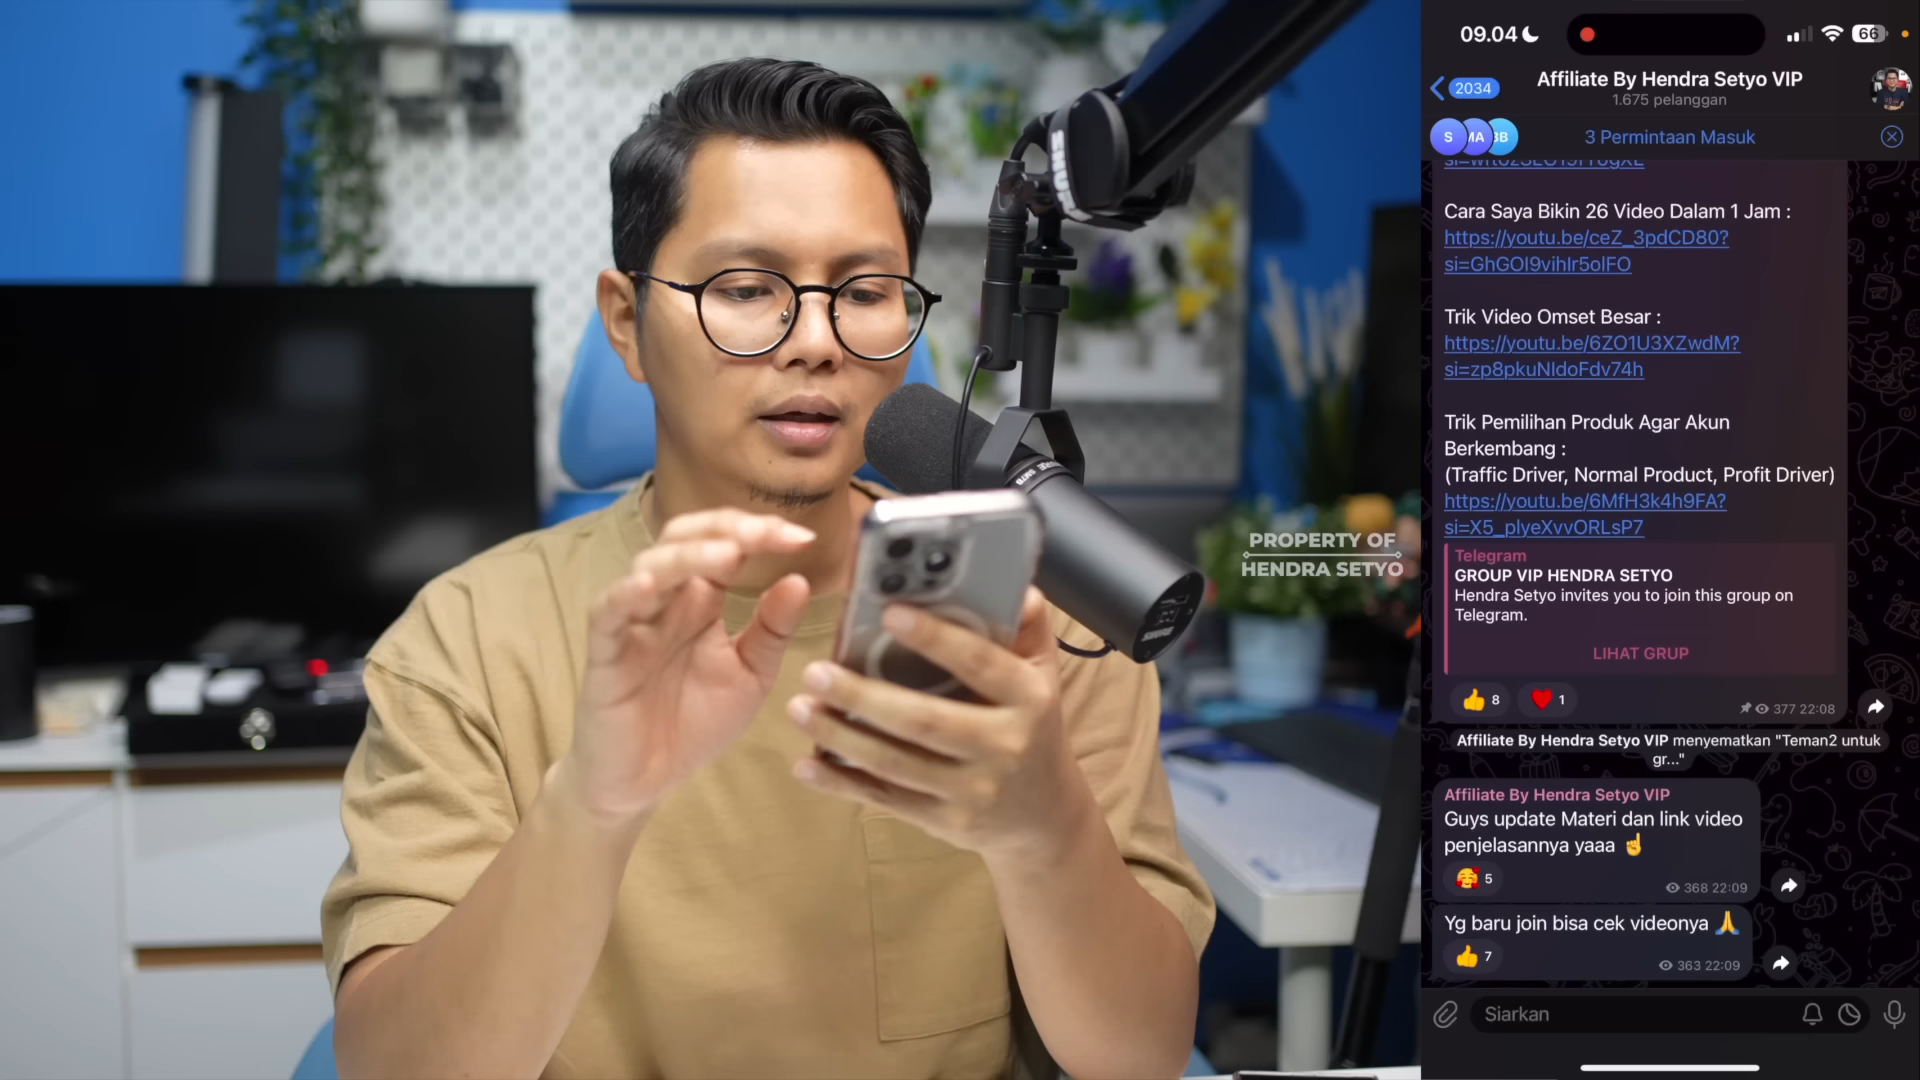 09.04
66
2034
Affiliate By Hendra Setyo VIP
1.675 pelanggan
S
MA
BB
3 Permintaan Masuk
Cara Saya Bikin 26 Video Dalam 1 Jam :
https://youtu.be/ceZ_3pdCD80?
si=GhGOI9vihIr5olFO
Trik Video Omset Besar :
https://youtu.be/6ZO1U3XZwdM?
si=zp8pkuNIdoFdv74h
Trik Pemilihan Produk Agar Akun
Berkembang :
(Traffic Driver, Normal Product, Profit Driver)
https://youtu.be/6MfH3k4h9FA?
si=X5_plyeXvvORLsP7
Telegram
GROUP VIP HENDRA SETYO
Hendra Setyo invites you to join this group on
Telegram.
LIHAT GRUP
👍 8 ❤️ 1
377 22:08
Affiliate By Hendra Setyo VIP menyematkan "Teman2 untuk
gr..."
Affiliate By Hendra Setyo VIP
Guys update Materi dan link video
penjelasannya yaaa ☝️
🥰 5
368 22:09
Yg baru join bisa cek videonya 🙏
👍 7
363 22:09
Siarkan
PROPERTY OF
HENDRA SETYO
SHURE
SHURE